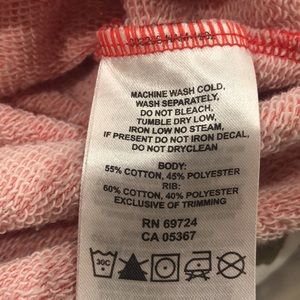 MACHINE WASH COLD,
WASH SEPARATELY,
DO NOT BLEACH,
TUMBLE DRY LOW,
IRON LOW NO STEAM,
IF PRESENT DO NOT IRON DECAL,
DO NOT DRYCLEAN
BODY:
55% COTTON, 45% POLYESTER
RIB:
60% COTTON, 40% POLYESTER
EXCLUSIVE OF TRIMMING
RN 69724
CA 05367
30C